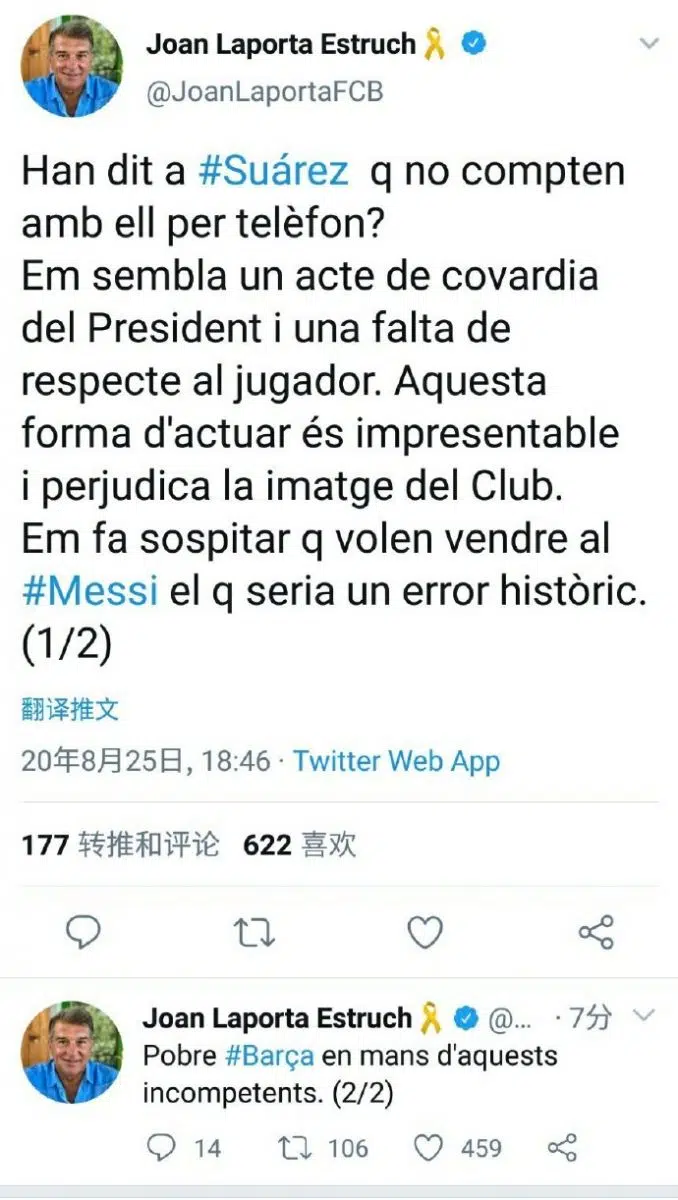 Joan Laporta Estruch🎗
@JoanLaportaFCB
Han dit a #Suárez q no compten
amb ell per telèfon?
Em sembla un acte de covardia
del President i una falta de
respecte al jugador. Aquesta
forma d'actuar és impresentable
i perjudica la imatge del Club.
Em fa sospitar q volen vendre al
#Messi el q seria un error històric.
(1/2)
翻译推文
20年8月25日, 18:46 · Twitter Web App
177 转推和评论 622 喜欢
Joan Laporta Estruch🎗 @... · 7分
Pobre #Barça en mans d'aquests
incompetents. (2/2)
14 106 459